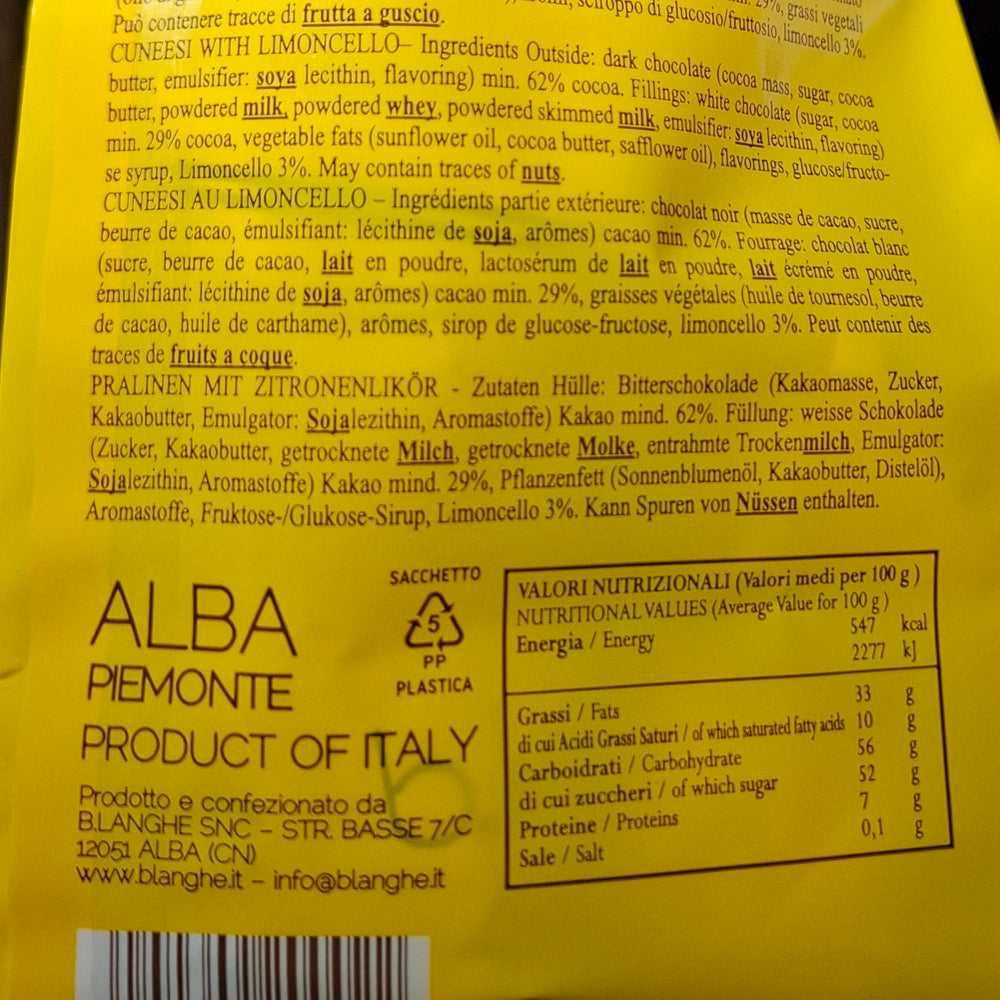 grassi vegetali
di glucosio/fruttosio, limoncello 3%.
Può contenere tracce di frutta a guscio.
CUNEESI WITH LIMONCELLO– Ingredients Outside: dark chocolate (cocoa mass, sugar, cocoa
butter, emulsifier: soya lecithin, flavoring) min. 62% cocoa. Fillings: white chocolate (sugar, cocoa
butter, powdered milk, powdered whey, powdered skimmed milk, emulsifier: soya lecithin, flavoring)
min. 29% cocoa, vegetable fats (sunflower oil, cocoa butter, safflower oil), flavorings, glucose/fructo-
se syrup, Limoncello 3%. May contain traces of nuts.
CUNEESI AU LIMONCELLO – Ingrédients partie extérieure: chocolat noir (masse de cacao, sucre,
beurre de cacao, émulsifiant: lécithine de soja, arômes) cacao min. 62%. Fourrage: chocolat blanc
(sucre, beurre de cacao, lait en poudre, lactosérum de lait en poudre, lait écrémé en poudre,
émulsifiant: lécithine de soja, arômes) cacao min. 29%, graisses végétales (huile de tournesol, beurre
de cacao, huile de carthame), arômes, sirop de glucose-fructose, limoncello 3%. Peut contenir des
traces de fruits a coque.
PRALINEN MIT ZITRONENLIKÖR - Zutaten Hülle: Bitterschokolade (Kakaomasse, Zucker,
Kakaobutter, Emulgator: Sojalezithin, Aromastoffe) Kakao mind. 62%. Füllung: weisse Schokolade
(Zucker, Kakaobutter, getrocknete Milch, getrocknete Molke, entrahmte Trockenmilch, Emulgator:
Sojalezithin, Aromastoffe) Kakao mind. 29%, Pflanzenfett (Sonnenblumenöl, Kakaobutter, Distelöl),
Aromastoffe, Fruktose-/Glukose-Sirup, Limoncello 3%. Kann Spuren von Nüssen enthalten.
ALBA
PIEMONTE
PRODUCT OF ITALY
Prodotto e confezionato da
B.LANGHE SNC – STR. BASSE 7/C
12051 ALBA (CN)
www.blanghe.it – info@blanghe.it
SACCHETTO
5
PP
PLASTICA
VALORI NUTRIZIONALI (Valori medi per 100 g)
NUTRITIONAL VALUES (Average Value for 100 g)
Energia / Energy 547 kcal
2277 kJ
Grassi / Fats 33 g
di cui Acidi Grassi Saturi / of which saturated fatty acids 10 g
Carboidrati / Carbohydrate 56 g
di cui zuccheri / of which sugar 52 g
Proteine / Proteins 7 g
Sale / Salt 0,1 g